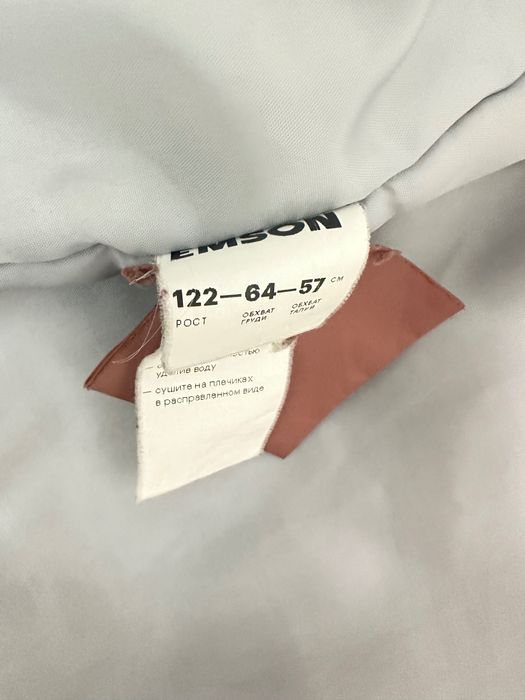 EMSON
122—64—57 СМ
РОСТ ОБХВАТ ГРУДИ ОБХВАТ ТАЛИИ
удалив воду
— сушите на плечиках
в расправленном виде